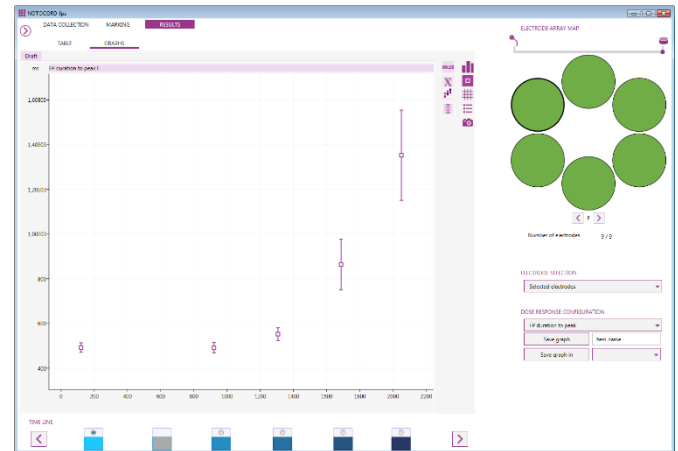 NOTOCORD fps
DATA COLLECTION MARKING RESULTS
TABLE GRAPHS
Draft
ms FP duration to peak F
1,600
1,400
1,200
1,000
800
600
400
0 200 400 600 800 1000 1200 1400 1600 1800 2000 2200
TIME LINE
ELECTRODE ARRAY MAP
F
Number of electrodes 9 / 9
ELECTRODE SELECTION
Selected electrodes
DOSE RESPONSE CONFIGURATION
FP duration to peak
Save graph Item name
Save graph in